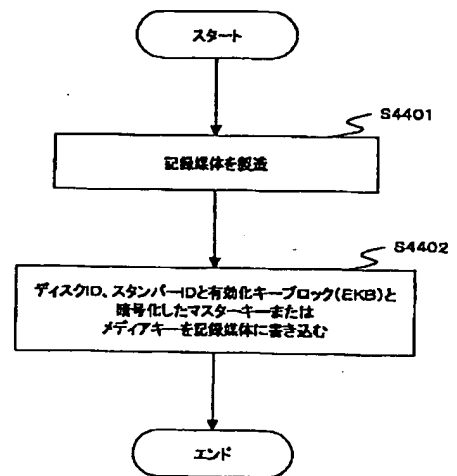 スタート
S4401
記録媒体を製造
S4402
ディスクID、スタンパーIDと有効化キーブロック(EKB)と
暗号化したマスターキーまたは
メディアキーを記録媒体に書き込む
エンド